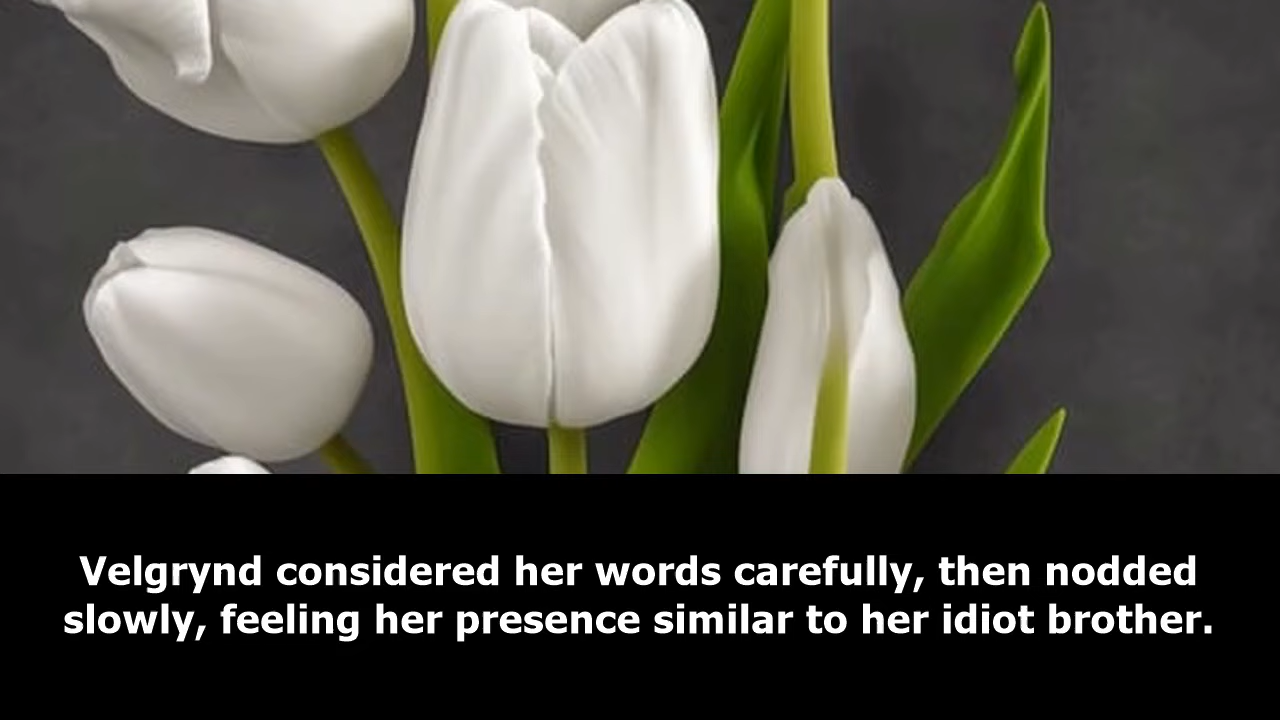 Velgrynd considered her words carefully, then nodded
slowly, feeling her presence similar to her idiot brother.